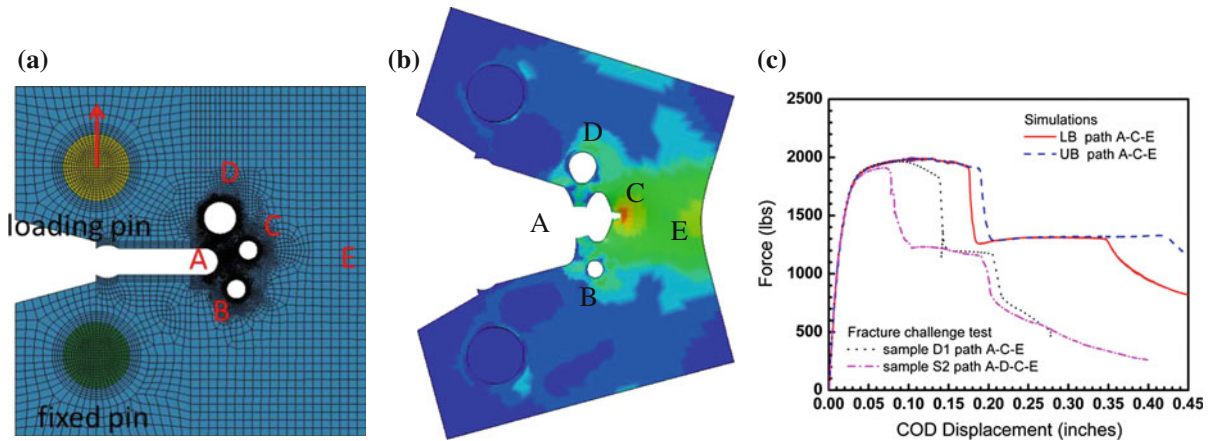 (a)
D
C
loading pin
A
E
B
fixed pin
(b)
D
C
A
E
B
(c)
2500
2000
1500
1000
500
0
Force (lbs)
Simulations
LB path A-C-E
UB path A-C-E
Fracture challenge test
sample D1 path A-C-E
sample S2 path A-D-C-E
0.00 0.05 0.10 0.15 0.20 0.25 0.30 0.35 0.40 0.45
COD Displacement (inches)